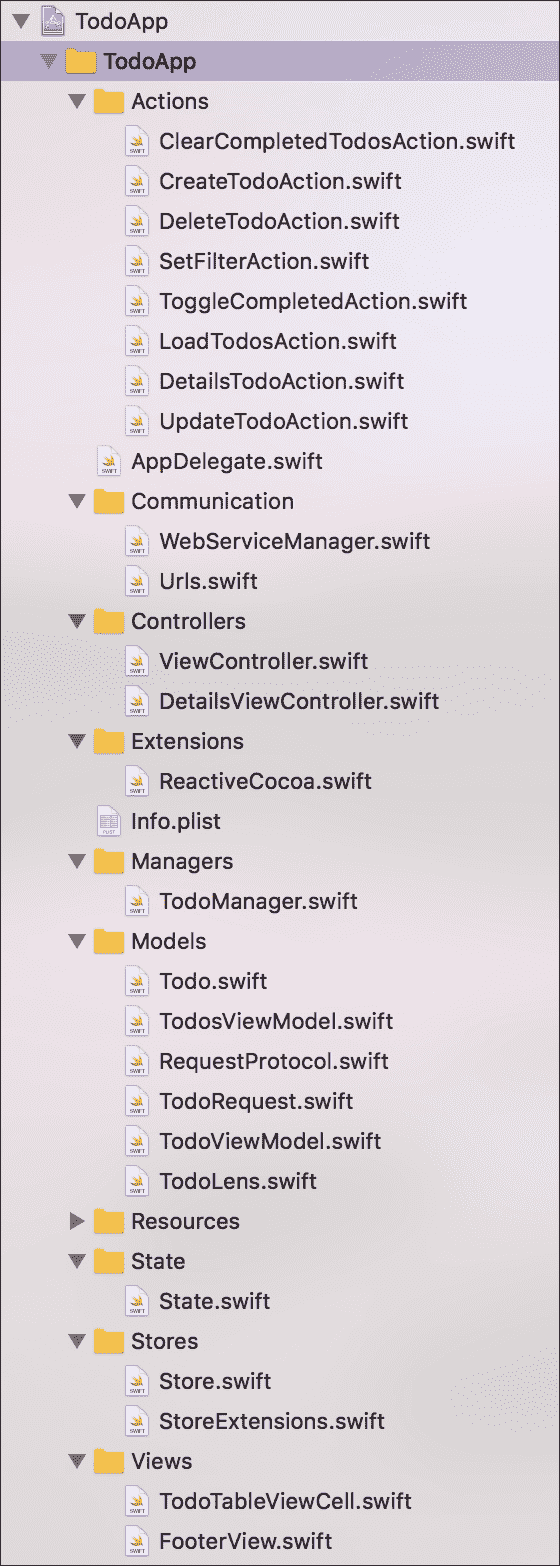 TodoApp
TodoApp
Actions
ClearCompletedTodosAction.swift
CreateTodoAction.swift
DeleteTodoAction.swift
SetFilterAction.swift
ToggleCompletedAction.swift
LoadTodosAction.swift
DetailsTodoAction.swift
UpdateTodoAction.swift
AppDelegate.swift
Communication
WebServiceManager.swift
Urls.swift
Controllers
ViewController.swift
DetailsViewController.swift
Extensions
ReactiveCocoa.swift
Info.plist
Managers
TodoManager.swift
Models
Todo.swift
TodosViewModel.swift
RequestProtocol.swift
TodoRequest.swift
TodoViewModel.swift
TodoLens.swift
Resources
State
State.swift
Stores
Store.swift
StoreExtensions.swift
Views
TodoTableViewCell.swift
FooterView.swift